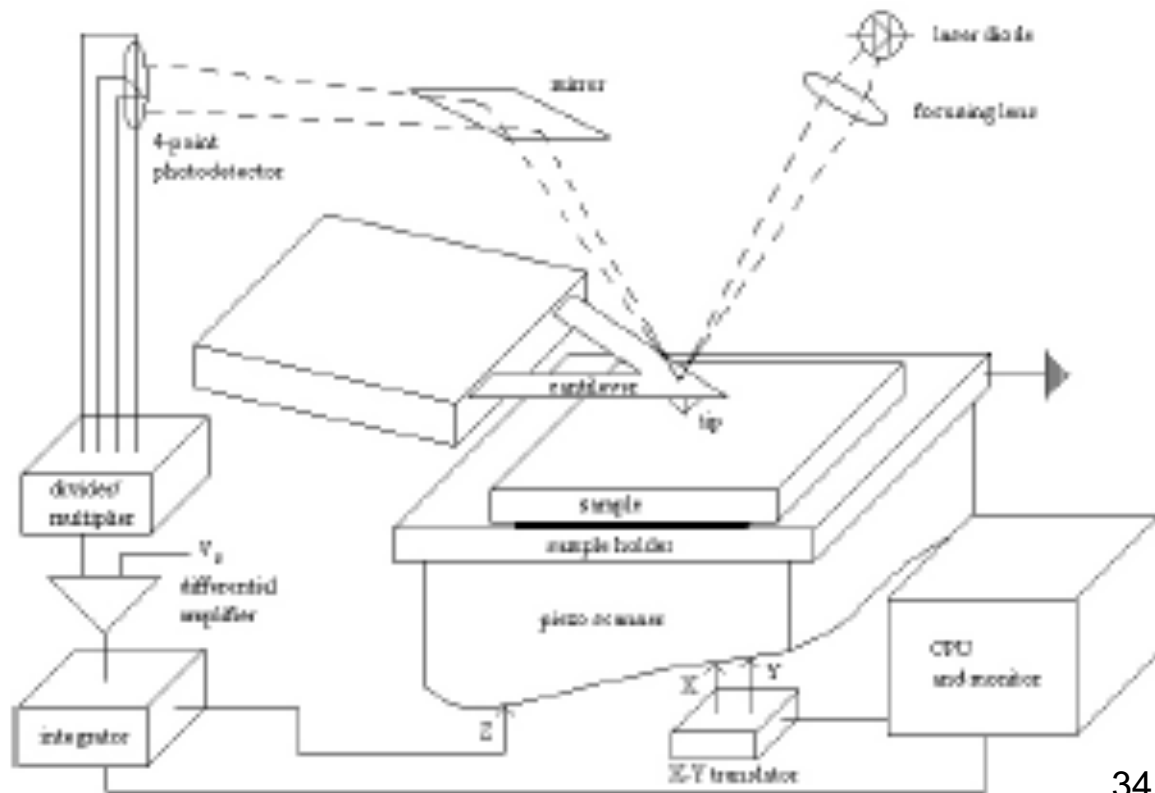 laser diode
mirror
focusing lens
4-point
photodetector
cantilever
tip
divider/
multiplier
sample
sample holder
differential
amplifier
piezo scanner
CPU
and monitor
X
Y
integrator
Z
X-Y translator
34